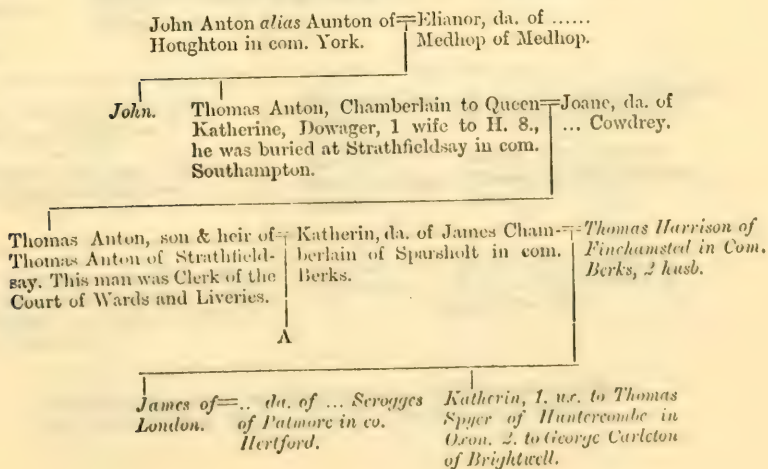 John Anton alias Aunton of=Elianor, da. of ......
Houghton in com. York. Medhop of Medhop.
John. Thomas Anton, Chamberlain to Queen=Joane, da. of
Katherine, Dowager, 1 wife to H. 8., ... Cowdrey.
he was buried at Strathfieldsay in com.
Southampton.
Thomas Anton, son & heir of=Katherin, da. of James Cham-=Thomas Harrison of
Thomas Anton of Strathfield- berlain of Sparsholt in com. Finchamsted in Com.
say. This man was Clerk of the Berks. Berks, 2 husb.
Court of Wards and Liveries.
A
James of=.. da. of ... Scrogges Katherin, 1. ux. to Thomas
London. of Patmore in co. Spyer of Huntercombe in
Hertford. Oxon. 2. to George Carleton
of Brightwell.